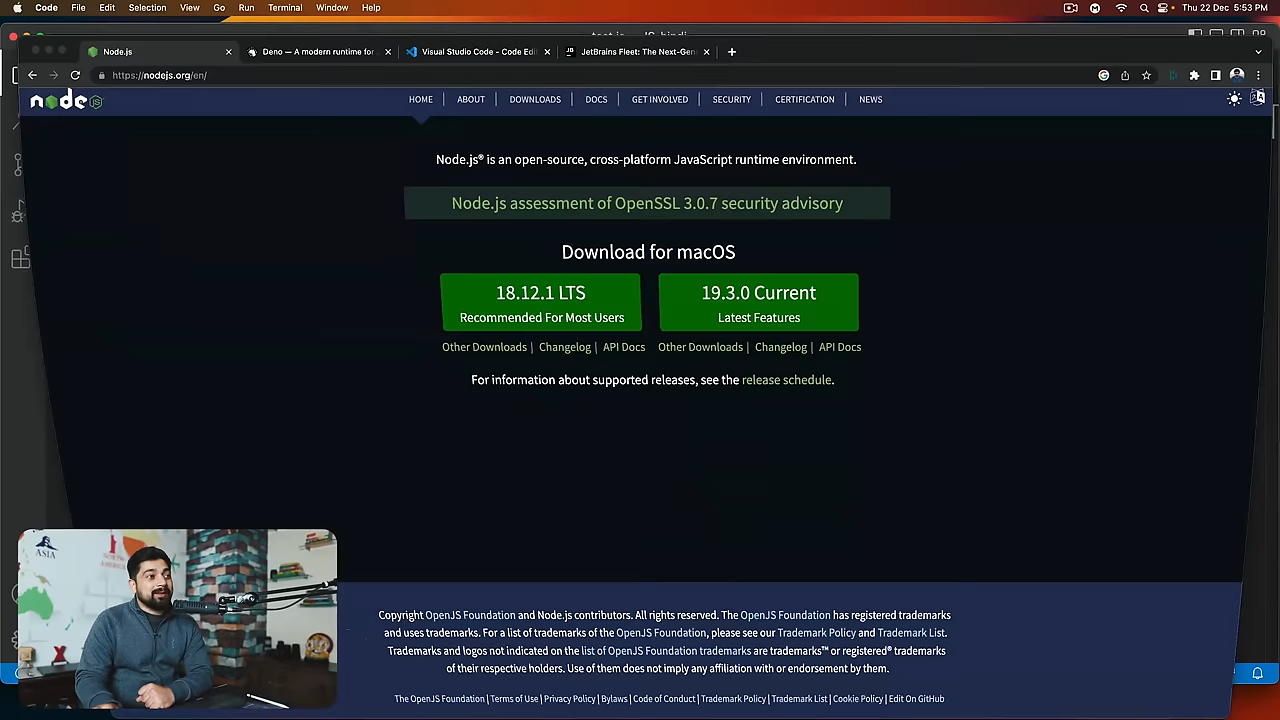 Code File Edit Selection View Go Run Terminal Window Help
Thu 22 Dec 5:53 PM
Node.js
Deno — A modern runtime for
Visual Studio Code - Code Edi
JetBrains Fleet: The Next-Gen
https://nodejs.org/en/
node JS
HOME
ABOUT
DOWNLOADS
DOCS
GET INVOLVED
SECURITY
CERTIFICATION
NEWS
Node.js® is an open-source, cross-platform JavaScript runtime environment.
Node.js assessment of OpenSSL 3.0.7 security advisory
Download for macOS
18.12.1 LTS
Recommended For Most Users
19.3.0 Current
Latest Features
Other Downloads | Changelog | API Docs
Other Downloads | Changelog | API Docs
For information about supported releases, see the release schedule.
ASIA
AMERICA
Copyright OpenJS Foundation and Node.js contributors. All rights reserved. The OpenJS Foundation has registered trademarks
and uses trademarks. For a list of trademarks of the OpenJS Foundation, please see our Trademark Policy and Trademark List.
Trademarks and logos not indicated on the list of OpenJS Foundation trademarks are trademarks™ or registered® trademarks
of their respective holders. Use of them does not imply any affiliation with or endorsement by them.
The OpenJS Foundation | Terms of Use | Privacy Policy | Bylaws | Code of Conduct | Trademark Policy | Trademark List | Cookie Policy | Edit On GitHub